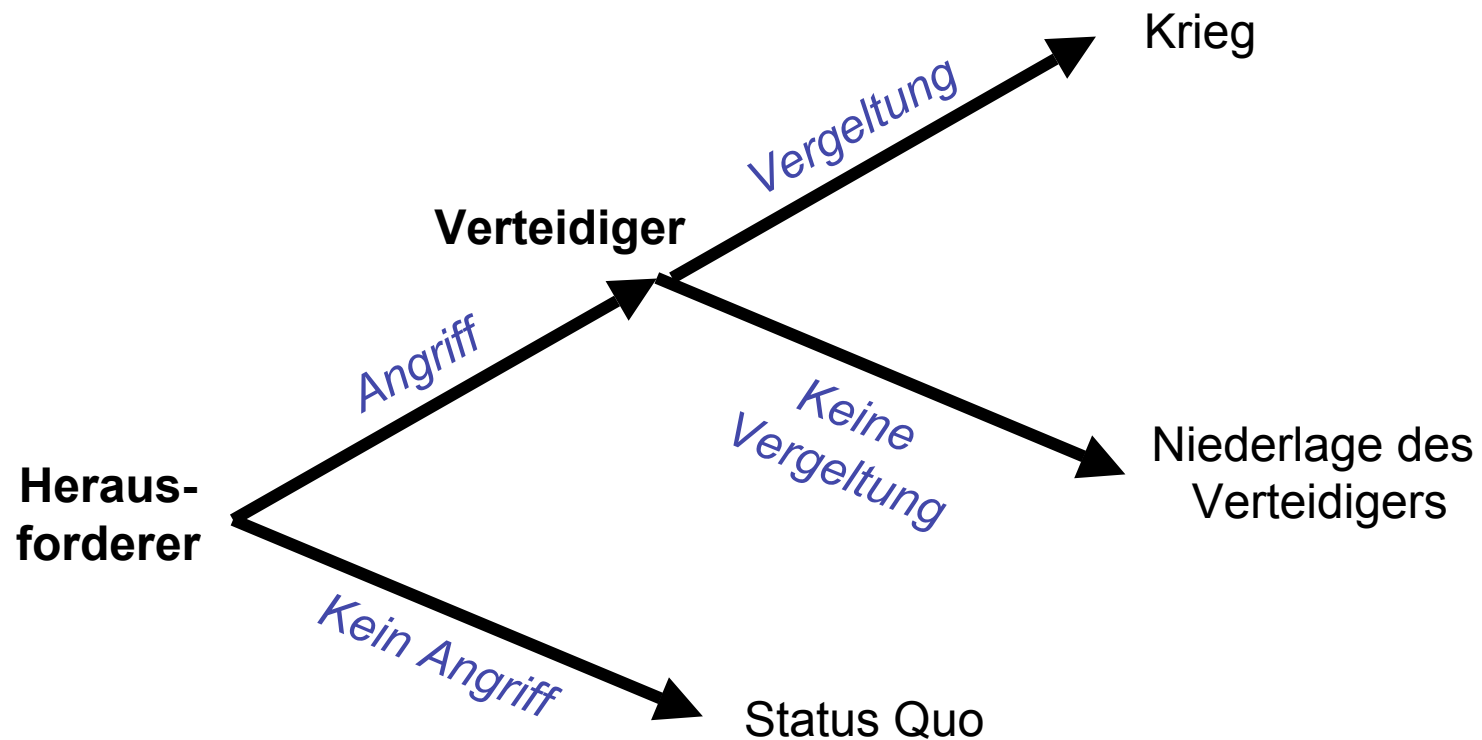 Krieg
Vergeltung
Verteidiger
Angriff
Keine
Vergeltung
Niederlage des
Verteidigers
Heraus-
forderer
Kein Angriff
Status Quo